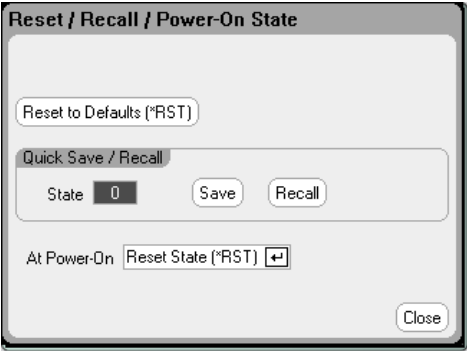 Reset / Recall / Power-On State
Reset to Defaults (*RST)
Quick Save / Recall
State 0 Save Recall
At Power-On Reset State (*RST)
Close